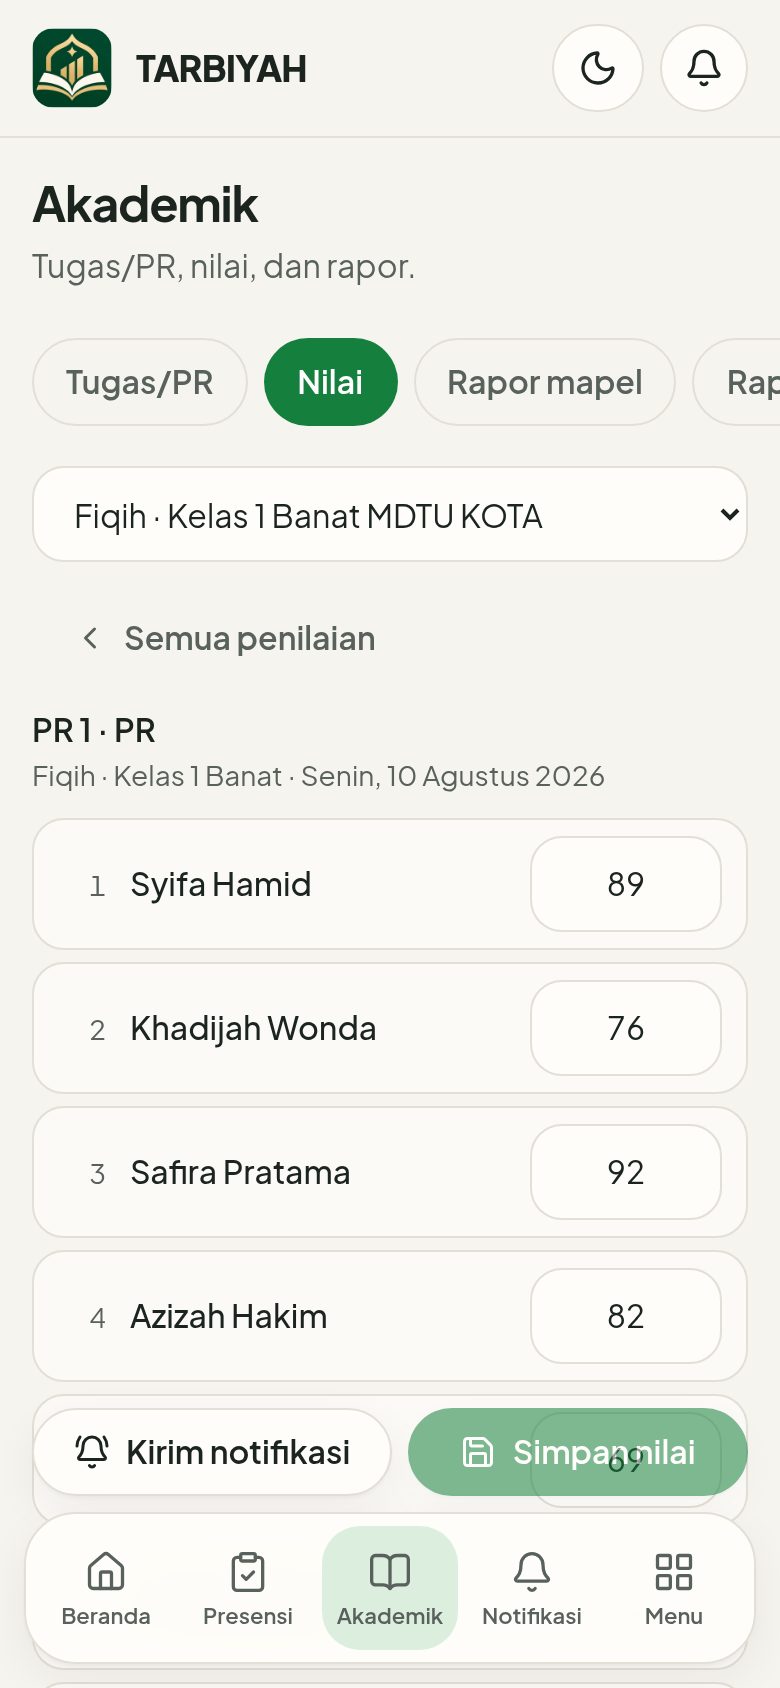 TARBIYAH
Akademik
Tugas/PR, nilai, dan rapor.
Tugas/PR Nilai Rapor mapel Rap
Fiqih · Kelas 1 Banat MDTU KOTA
Semua penilaian
PR 1 · PR
Fiqih · Kelas 1 Banat · Senin, 10 Agustus 2026
1 Syifa Hamid 89
2 Khadijah Wonda 76
3 Safira Pratama 92
4 Azizah Hakim 82
69
Kirim notifikasi Simpan nilai
Beranda Presensi Akademik Notifikasi Menu